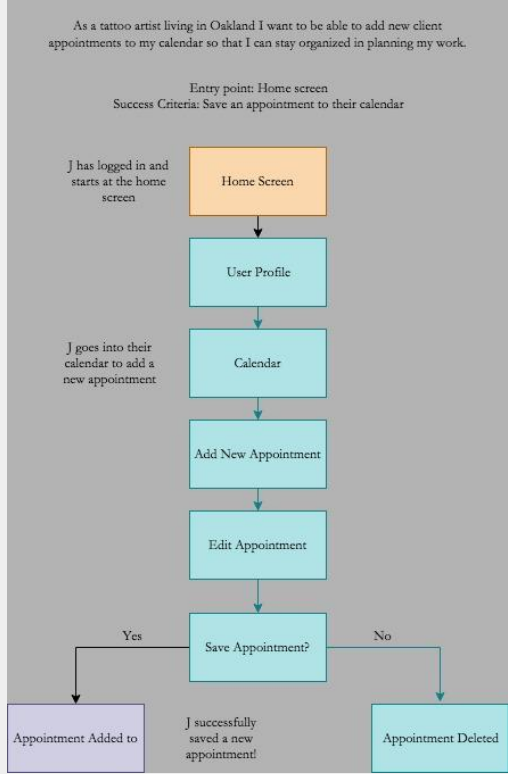 As a tattoo artist living in Oakland I want to be able to add new client
appointments to my calendar so that I can stay organized in planning my work.
Entry point: Home screen
Success Criteria: Save an appointment to their calendar
J has logged in and
starts at the home
screen
Home Screen
User Profile
J goes into their
calendar to add a
new appointment
Calendar
Add New Appointment
Edit Appointment
Yes
Save Appointment?
No
Appointment Added to
J successfully
saved a new
appointment!
Appointment Deleted